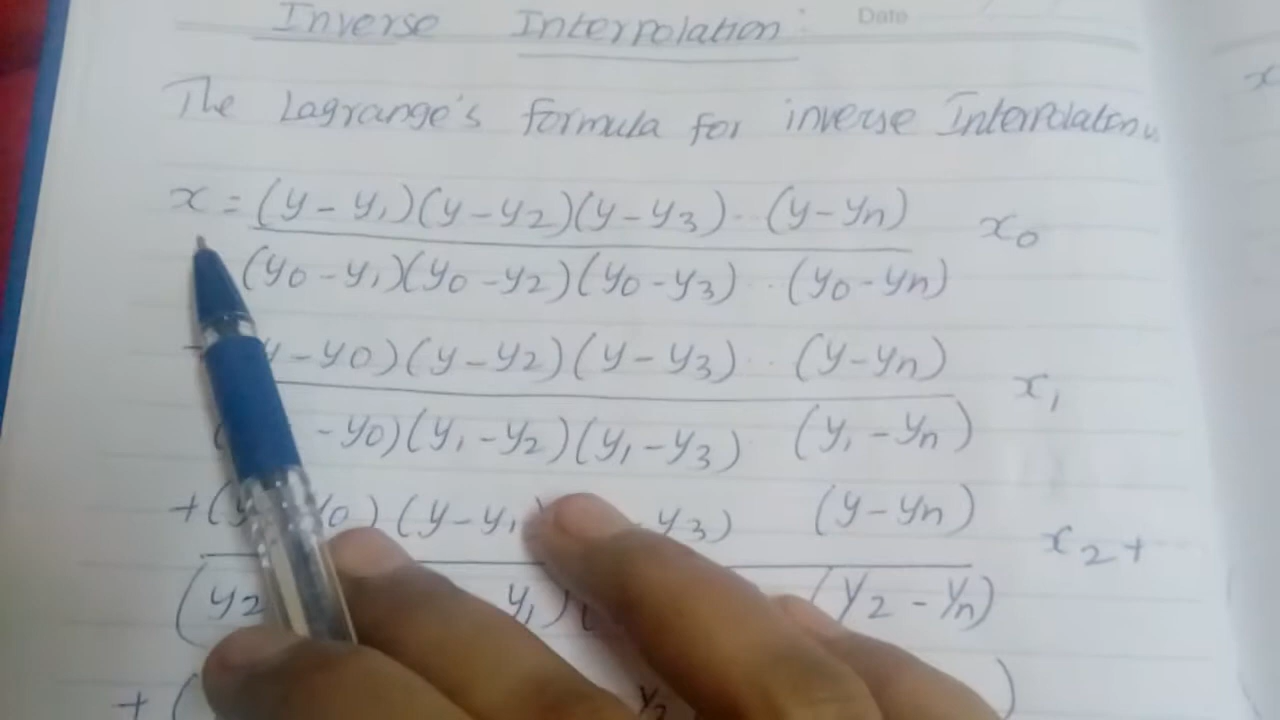 Date
Inverse Interpolation:
The Lagrange's formula for inverse Interpolation
x = (y - y₁)(y - y₂)(y - y₃) .. (y - yn) x₀
(y₀ - y₁)(y₀ - y₂)(y₀ - y₃) .. (y₀ - yn)
- y₀)(y - y₂)(y - y₃) .. (y - yn) x₁
- y₀)(y₁ - y₂)(y₁ - y₃) (y₁ - yn)
+(y y₀)(y - y₁) - y₃) (y - yn) x₂ +
(y₂ y₁)( (y₂ - yn)
+ ( y₂ )
x